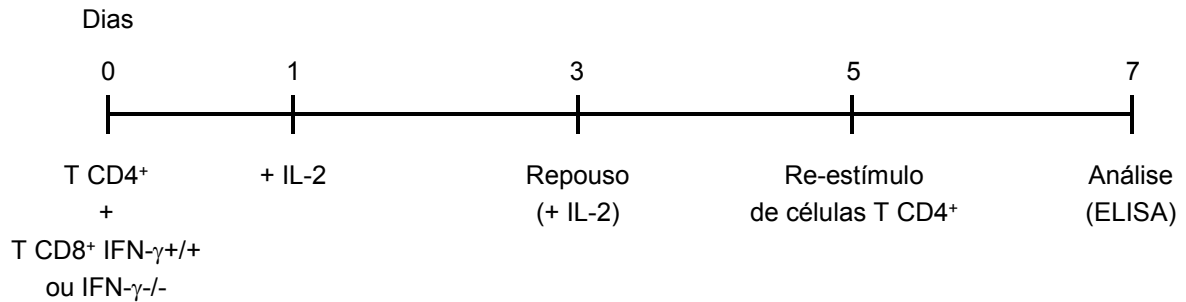 Dias
0 1 3 5 7
T CD4⁺ + IL-2 Repouso Re-estímulo Análise
+ (+ IL-2) de células T CD4⁺ (ELISA)
T CD8⁺ IFN-γ+/+
ou IFN-γ-/-